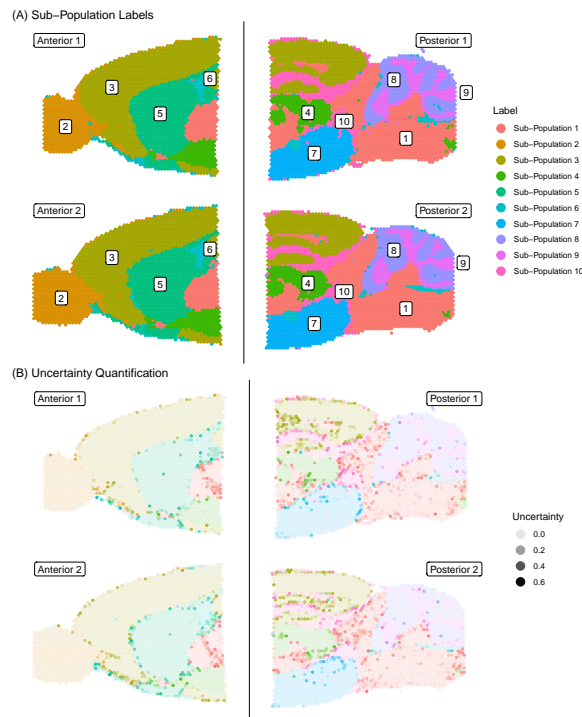 (A) Sub-Population Labels
Anterior 1
Posterior 1
3
6
2
5
8
9
4
10
1
7
Label
Sub-Population 1
Sub-Population 2
Sub-Population 3
Sub-Population 4
Sub-Population 5
Sub-Population 6
Sub-Population 7
Sub-Population 8
Sub-Population 9
Sub-Population 10
Anterior 2
Posterior 2
3
6
2
5
8
9
4
10
1
7
(B) Uncertainty Quantification
Anterior 1
Posterior 1
Uncertainty
0.0
0.2
0.4
0.6
Anterior 2
Posterior 2